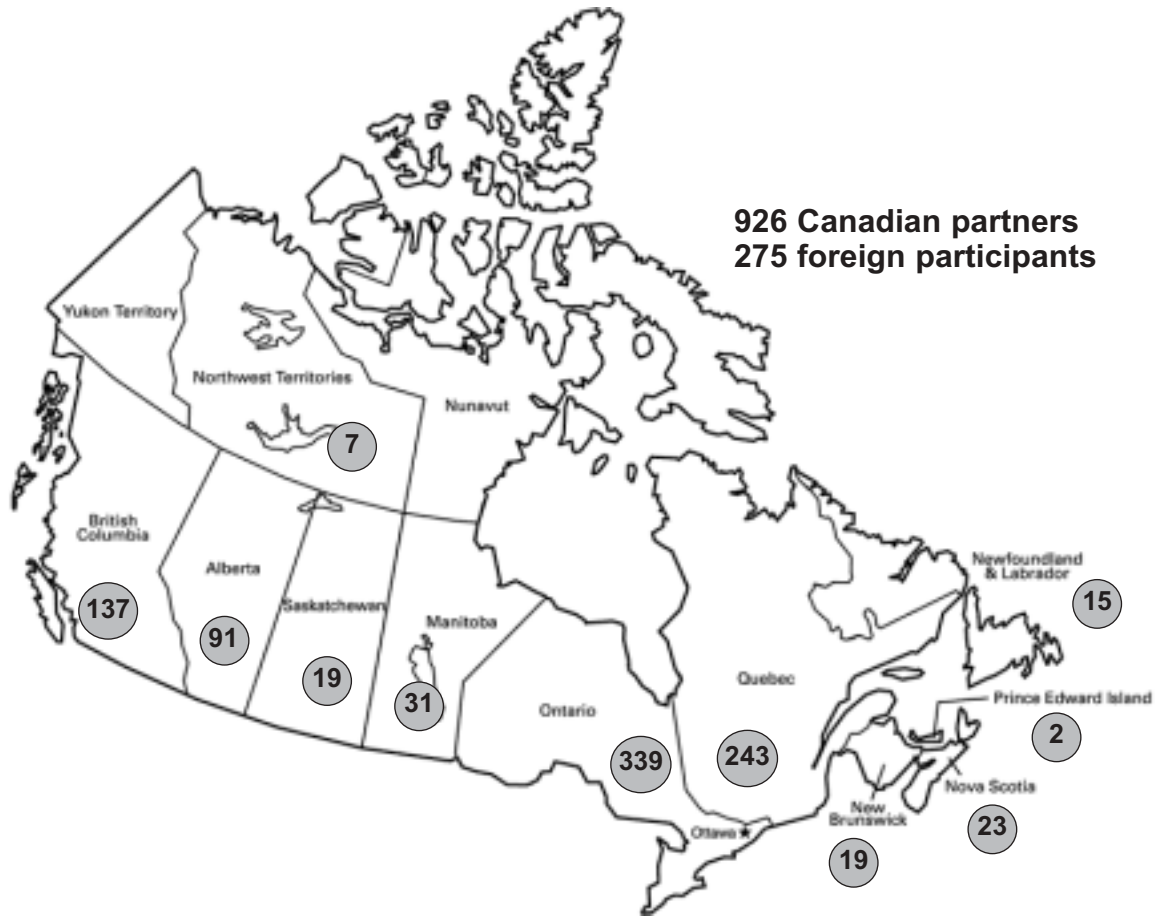 926 Canadian partners
275 foreign participants
Yukon Territory
Northwest Territories
7
Nunavut
British
Columbia
137
Alberta
91
Saskatchewan
19
Manitoba
31
Ontario
339
Quebec
243
Ottawa
Newfoundland
& Labrador
15
Prince Edward Island
2
Nova Scotia
23
New
Brunswick
19